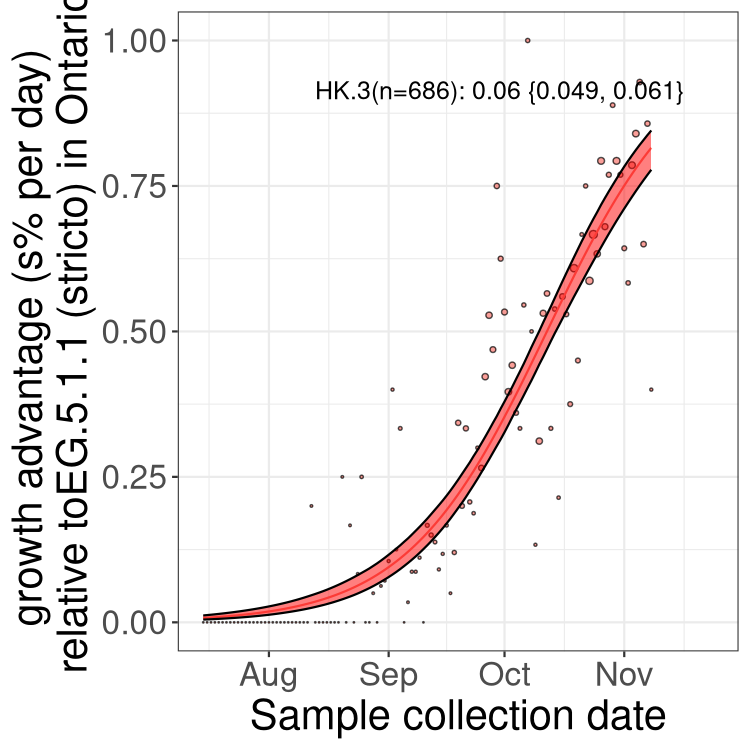 growth advantage (s% per day)
relative toEG.5.1.1 (stricto) in Ontario
1.00
0.75
0.50
0.25
0.00
HK.3(n=686): 0.06 {0.049, 0.061}
Aug Sep Oct Nov
Sample collection date